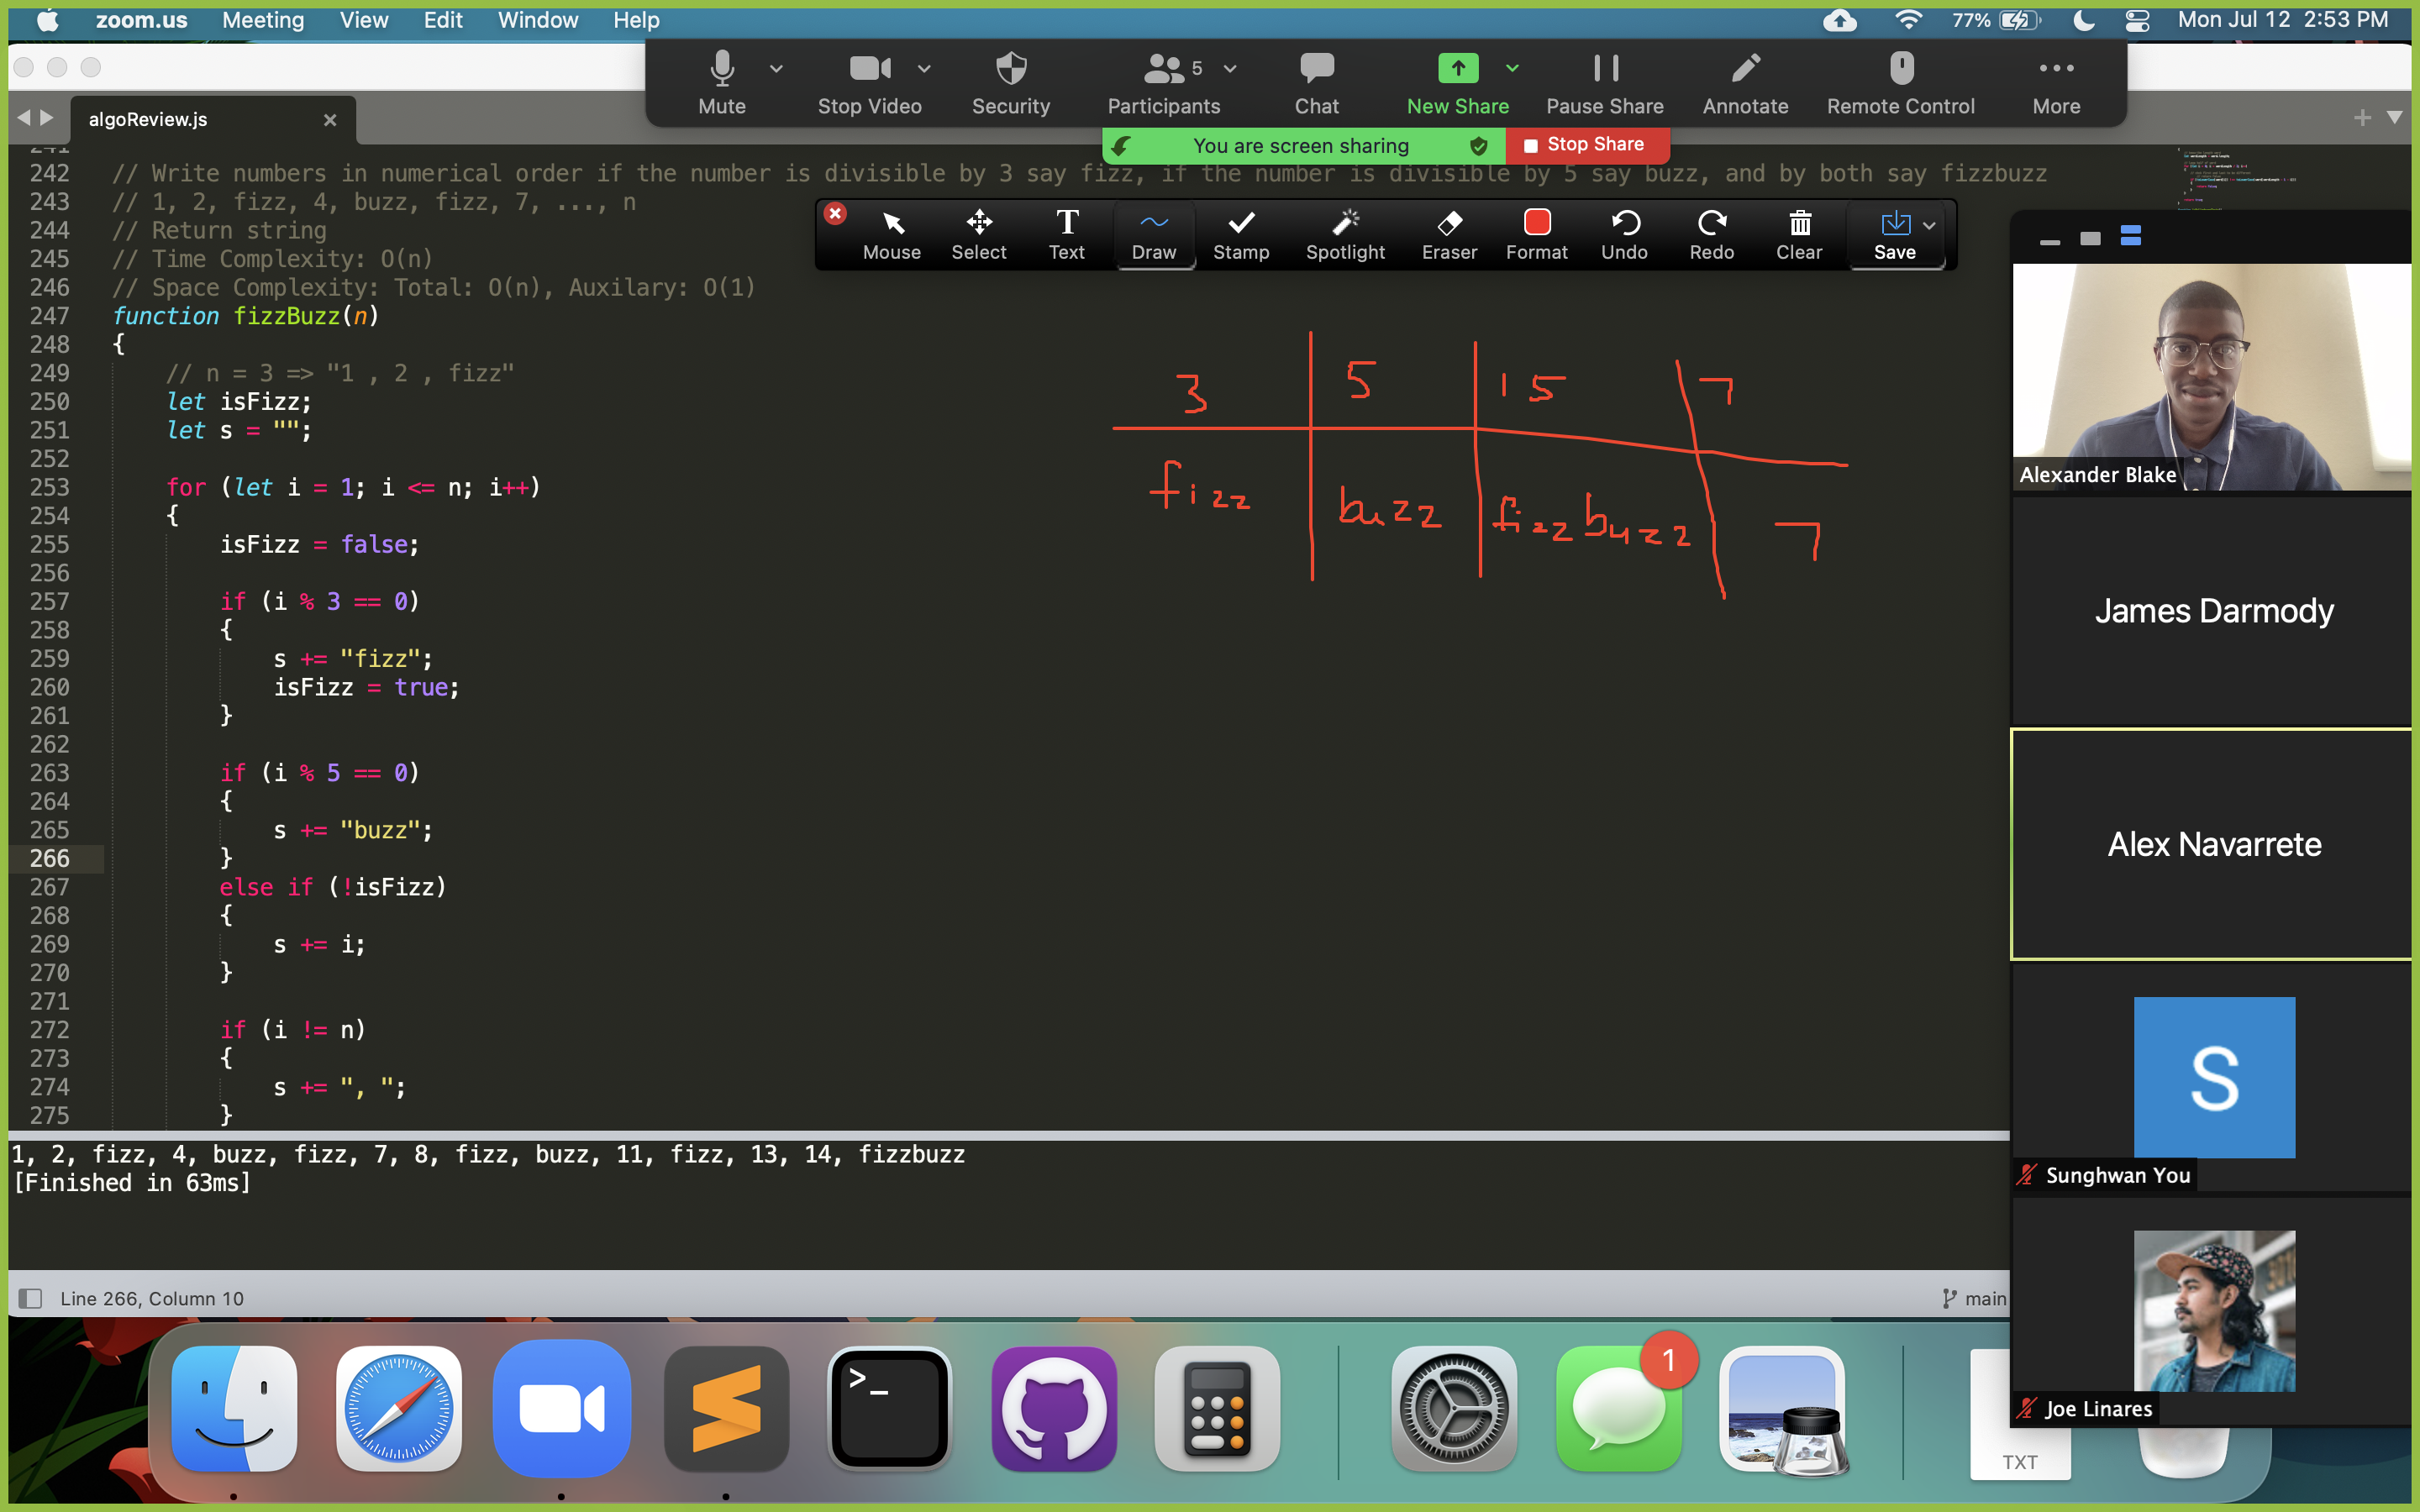 zoom.us Meeting View Edit Window Help 77% Mon Jul 12 2:53 PM
Mute Stop Video Security Participants 5 Chat New Share Pause Share Annotate Remote Control More
You are screen sharing Stop Share
algoReview.js
Mouse Select Text Draw Stamp Spotlight Eraser Format Undo Redo Clear Save
241
242 // Write numbers in numerical order if the number is divisible by 3 say fizz, if the number is divisible by 5 say buzz, and by both say fizzbuzz
243 // 1, 2, fizz, 4, buzz, fizz, 7, ..., n
244 // Return string
245 // Time Complexity: O(n)
246 // Space Complexity: Total: O(n), Auxilary: O(1)
247 function fizzBuzz(n)
248 {
249 // n = 3 => "1 , 2 , fizz"
250 let isFizz;
251 let s = "";
252
253 for (let i = 1; i <= n; i++)
254 {
255 isFizz = false;
256
257 if (i % 3 == 0)
258 {
259 s += "fizz";
260 isFizz = true;
261 }
262
263 if (i % 5 == 0)
264 {
265 s += "buzz";
266 }
267 else if (!isFizz)
268 {
269 s += i;
270 }
271
272 if (i != n)
273 {
274 s += ", ";
275 }
3 5 15 7
fizz buzz fizzbuzz 7
1, 2, fizz, 4, buzz, fizz, 7, 8, fizz, buzz, 11, fizz, 13, 14, fizzbuzz
[Finished in 63ms]
Line 266, Column 10
main
Alexander Blake
James Darmody
Alex Navarrete
S
Sunghwan You
Joe Linares
>_
1
TXT